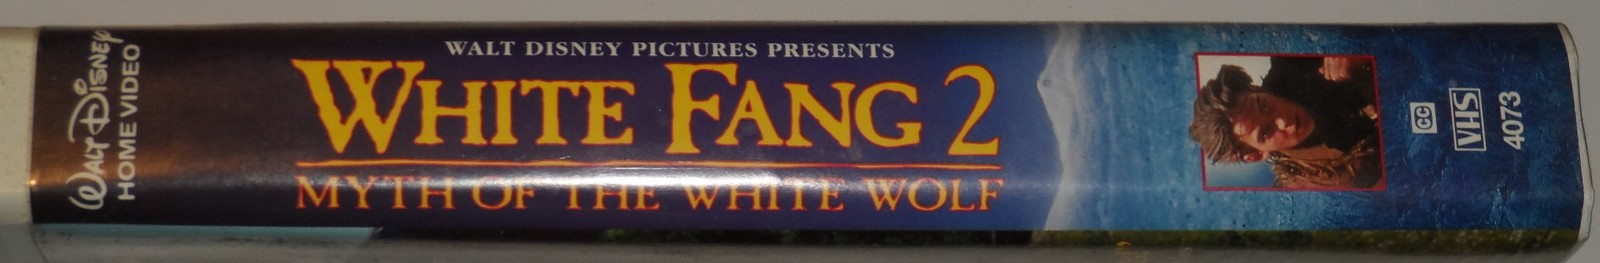 WALT DISNEY
HOME VIDEO
WALT DISNEY PICTURES PRESENTS
WHITE FANG 2
MYTH OF THE WHITE WOLF
CC
VHS
4073